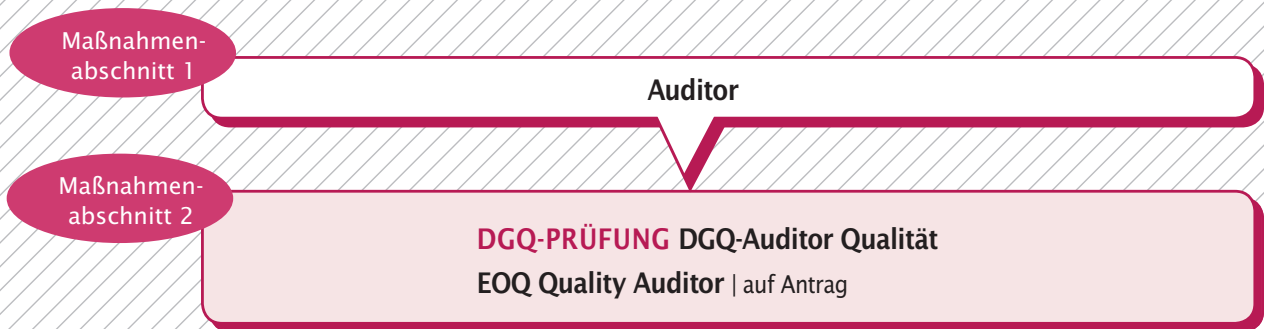 Maßnahmen-
abschnitt 1
Auditor
Maßnahmen-
abschnitt 2
DGQ-PRÜFUNG DGQ-Auditor Qualität
EOQ Quality Auditor | auf Antrag